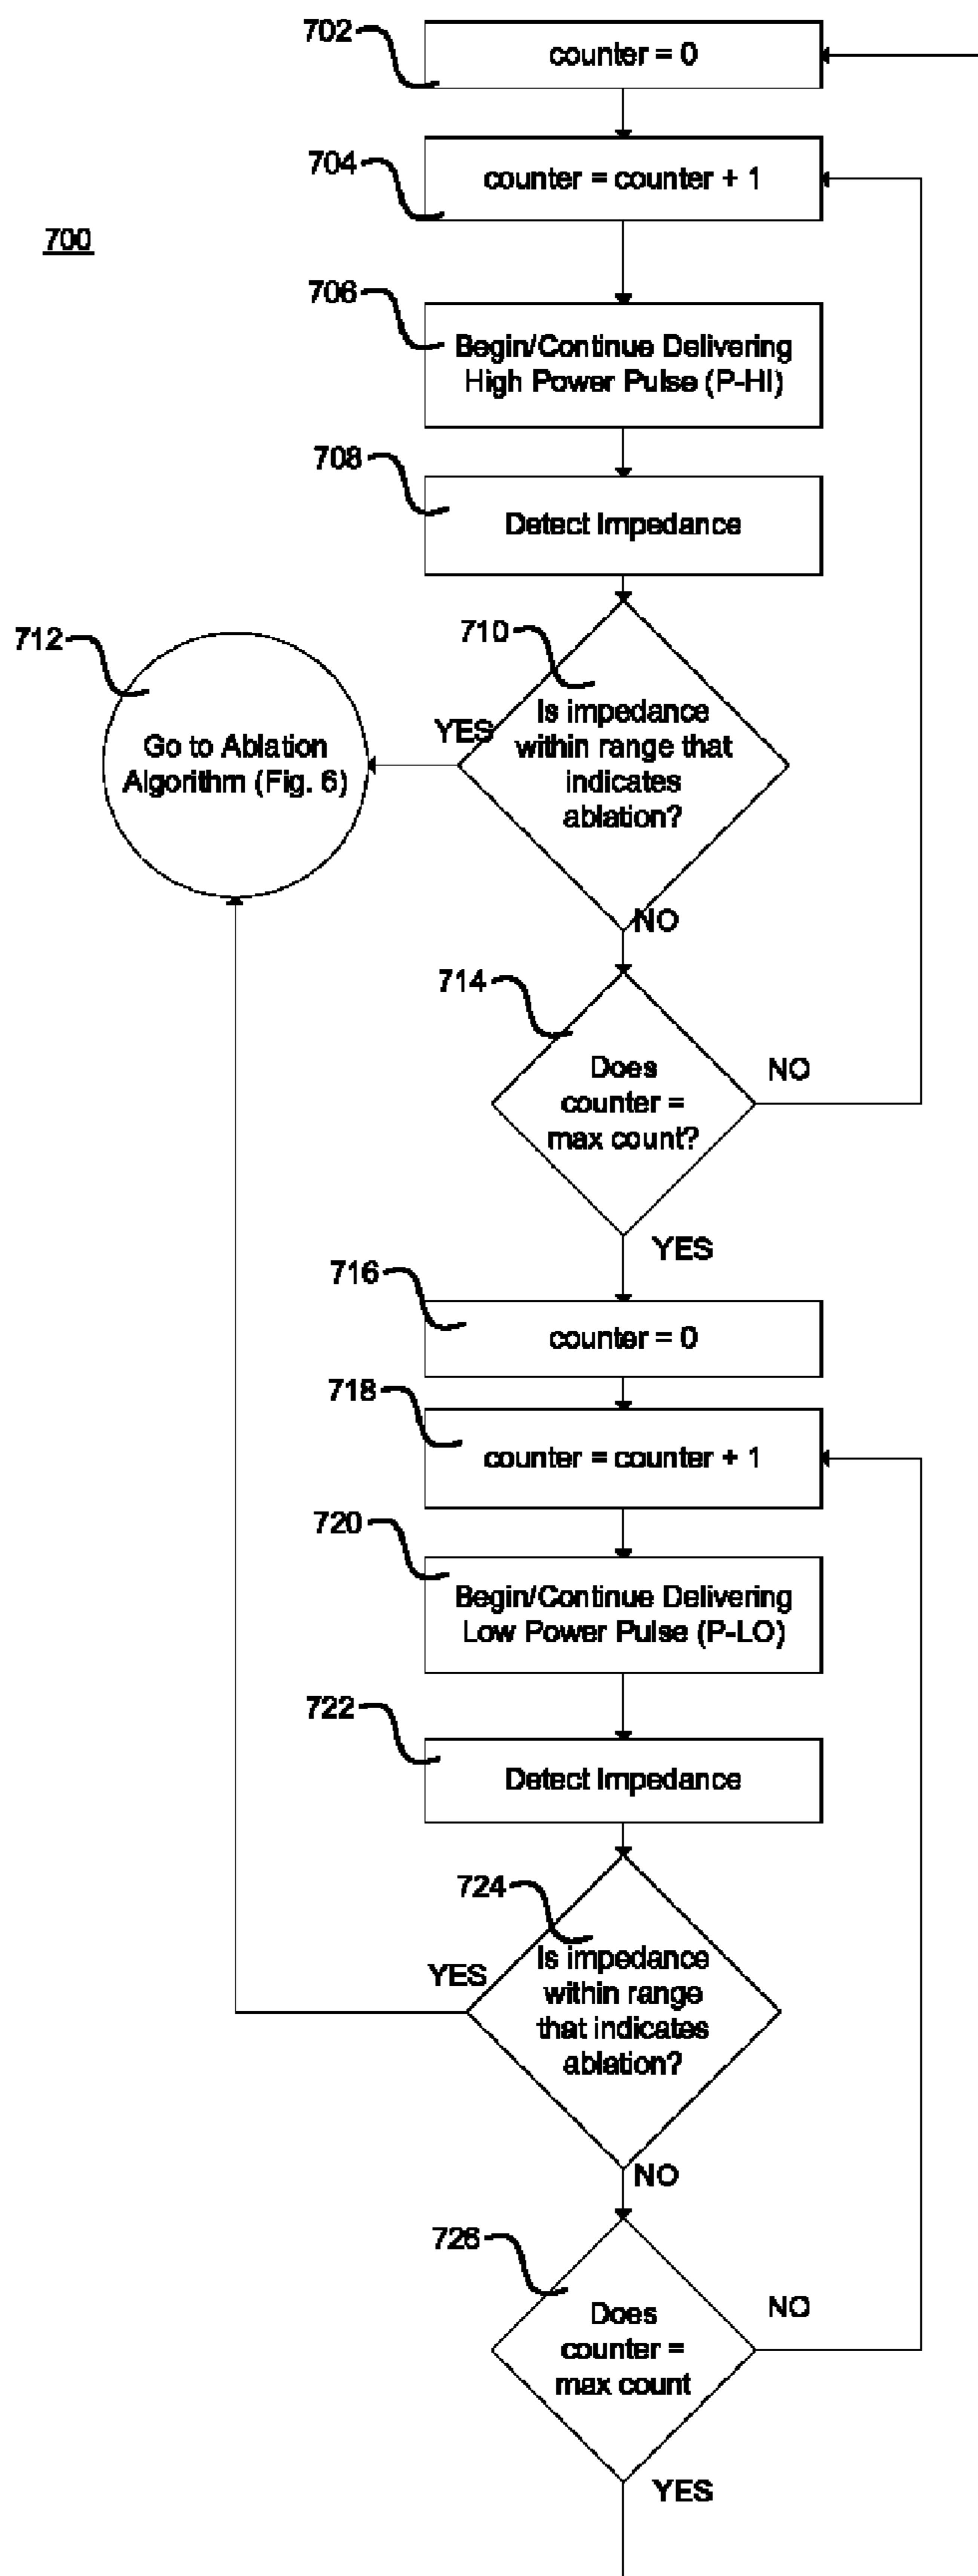 702
counter = 0
704
counter = counter + 1
700
706
Begin/Continue Delivering
High Power Pulse (P-HI)
708
Detect Impedance
712
Go to Ablation
Algorithm (Fig. 6)
710
YES
Is impedance
within range that
indicates
ablation?
NO
714
Does
counter =
max count?
NO
YES
716
counter = 0
718
counter = counter + 1
720
Begin/Continue Delivering
Low Power Pulse (P-LO)
722
Detect Impedance
724
YES
Is impedance
within range
that indicates
ablation?
NO
726
Does
counter =
max count
NO
YES